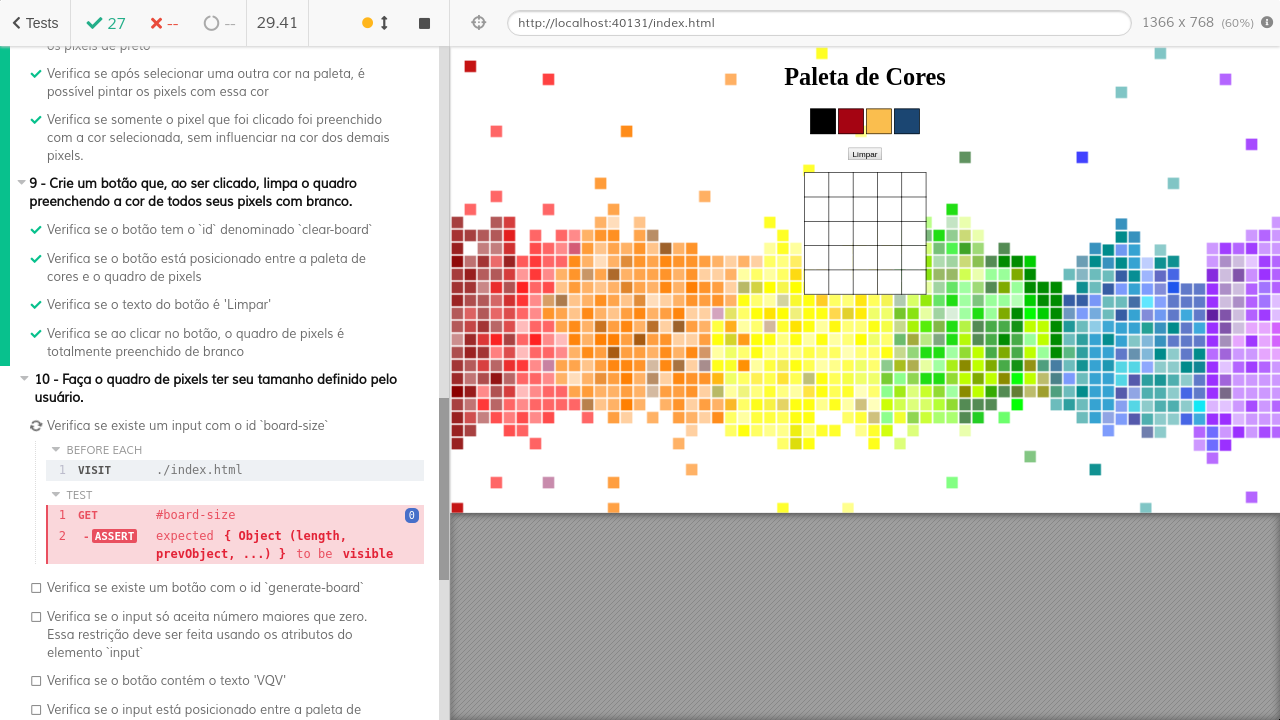 Tests
27
--
--
29.41
http://localhost:40131/index.html
1366 x 768 (60%)
os pixels de preto
Verifica se após selecionar uma outra cor na paleta, é
possível pintar os pixels com essa cor
Verifica se somente o pixel que foi clicado foi preenchido
com a cor selecionada, sem influenciar na cor dos demais
pixels.
9 - Crie um botão que, ao ser clicado, limpa o quadro
preenchendo a cor de todos seus pixels com branco.
Verifica se o botão tem o `id` denominado `clear-board`
Verifica se o botão está posicionado entre a paleta de
cores e o quadro de pixels
Verifica se o texto do botão é 'Limpar'
Verifica se ao clicar no botão, o quadro de pixels é
totalmente preenchido de branco
10 - Faça o quadro de pixels ter seu tamanho definido pelo
usuário.
Verifica se existe um input com o id `board-size`
BEFORE EACH
1 VISIT ./index.html
TEST
1 GET #board-size 0
2 -ASSERT expected { Object (length,
prevObject, ...) } to be visible
Verifica se existe um botão com o id `generate-board`
Verifica se o input só aceita número maiores que zero.
Essa restrição deve ser feita usando os atributos do
elemento `input`
Verifica se o botão contém o texto 'VQV'
Verifica se o input está posicionado entre a paleta de
Paleta de Cores
Limpar